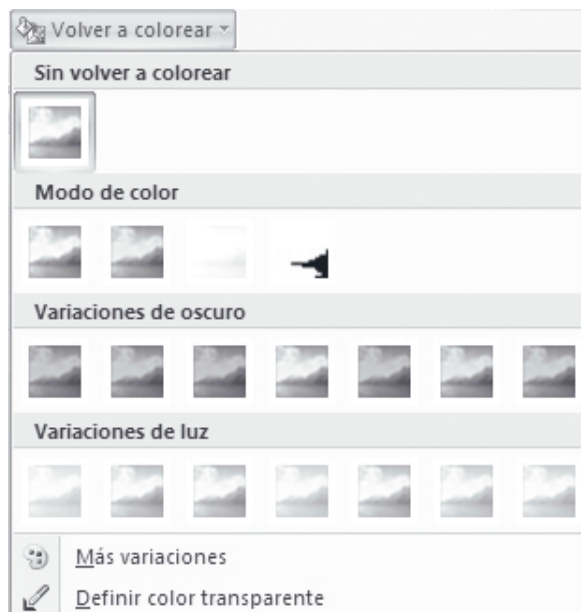 Volver a colorear
Sin volver a colorear
Modo de color
Variaciones de oscuro
Variaciones de luz
Más variaciones
Definir color transparente